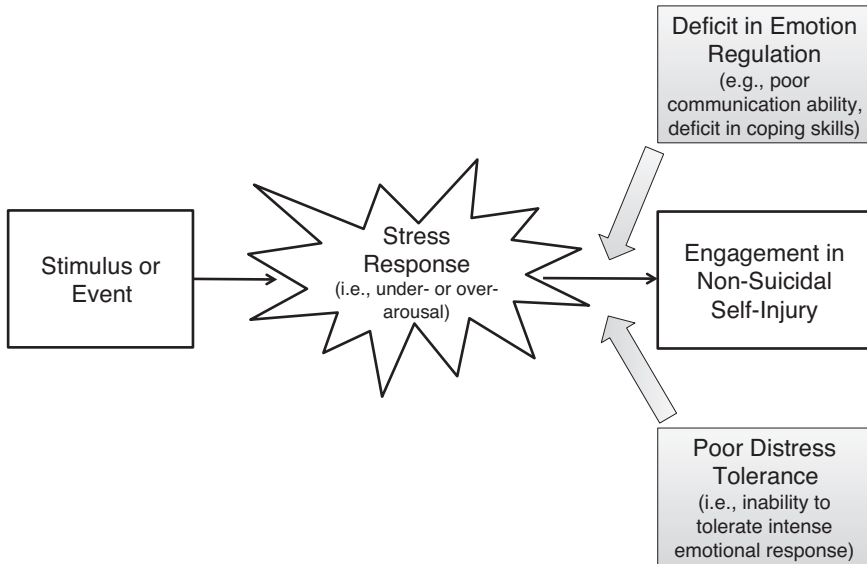 Stimulus or
Event
Stress
Response
(i.e., under- or over-
arousal)
Deficit in Emotion
Regulation
(e.g., poor
communication ability,
deficit in coping skills)
Engagement in
Non-Suicidal
Self-Injury
Poor Distress
Tolerance
(i.e., inability to
tolerate intense
emotional response)